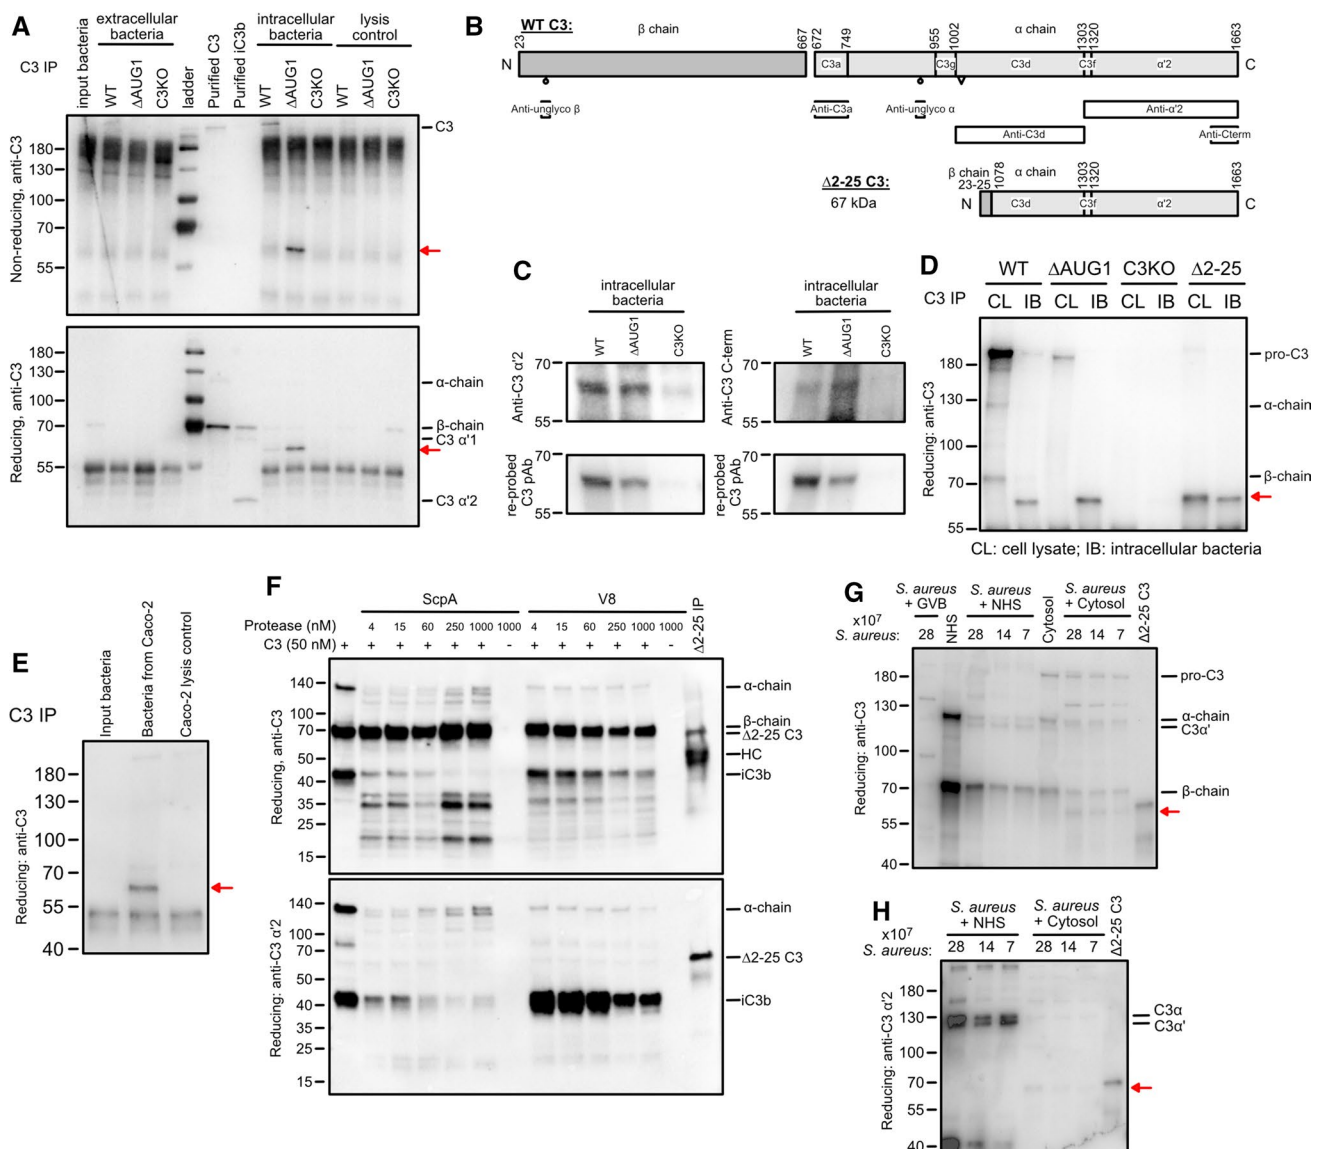 A
C3 IP
input bacteria
extracellular
bacteria
WT
ΔAUG1
C3KO
ladder
Purified C3
Purified iC3b
intracellular
bacteria
WT
ΔAUG1
C3KO
lysis
control
WT
ΔAUG1
C3KO
Non-reducing, anti-C3
180
130
100
70
55
C3
Reducing, anti-C3
180
130
100
70
55
α-chain
β-chain
C3 α'1
C3 α'2
B
WT C3:
β chain
α chain
23
667
672
749
955
1002
1303
1320
1663
N
C3a
C3g
C3d
C3f
α'2
C
Anti-unglyco β
Anti-C3a
Anti-unglyco α
Anti-α'2
Anti-C3d
Anti-Cterm
Δ2-25 C3:
67 kDa
β chain
23-25
1078
α chain
1303
1320
1663
N
C3d
C3f
α'2
C
C
intracellular
bacteria
WT
ΔAUG1
C3KO
Anti-C3 α'2
70
55
re-probed
C3 pAb
70
55
intracellular
bacteria
WT
ΔAUG1
C3KO
Anti-C3 C-term
70
55
re-probed
C3 pAb
70
55
D
WT ΔAUG1 C3KO Δ2-25
C3 IP
CL IB CL IB CL IB CL IB
Reducing: anti-C3
180
130
100
70
55
pro-C3
α-chain
β-chain
CL: cell lysate; IB: intracellular bacteria
E
C3 IP
Input bacteria
Bacteria from Caco-2
Caco-2 lysis control
Reducing: anti-C3
180
130
100
70
55
40
F
ScpA V8
Protease (nM) 4 15 60 250 1000 1000 4 15 60 250 1000 1000
C3 (50 nM) + + + + + + - + + + + + -
Δ2-25 IP
Reducing, anti-C3
140
100
70
50
40
35
25
15
α-chain
β-chain
Δ2-25 C3
HC
iC3b
Reducing: anti-C3 α'2
140
100
70
50
40
35
25
15
α-chain
Δ2-25 C3
iC3b
G
S. aureus
+ GVB
NHS
S. aureus
+ NHS
Cytosol
S. aureus
+ Cytosol
Δ2-25 C3
x10⁷
S. aureus: 28 28 14 7 28 14 7
Reducing: anti-C3
180
130
100
70
55
40
pro-C3
α-chain
C3α'
β-chain
H
S. aureus
+ NHS
S. aureus
+ Cytosol
Δ2-25 C3
x10⁷
S. aureus: 28 14 7 28 14 7
Reducing: anti-C3 α'2
180
130
100
70
55
40
C3α
C3α'